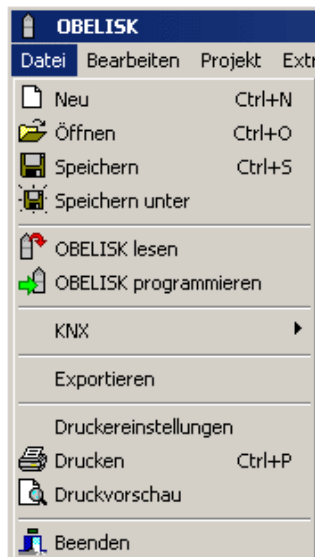 OBELISK
Datei Bearbeiten Projekt Extr
Neu Ctrl+N
Öffnen Ctrl+O
Speichern Ctrl+S
Speichern unter
OBELISK lesen
OBELISK programmieren
KNX
Exportieren
Druckereinstellungen
Drucken Ctrl+P
Druckvorschau
Beenden